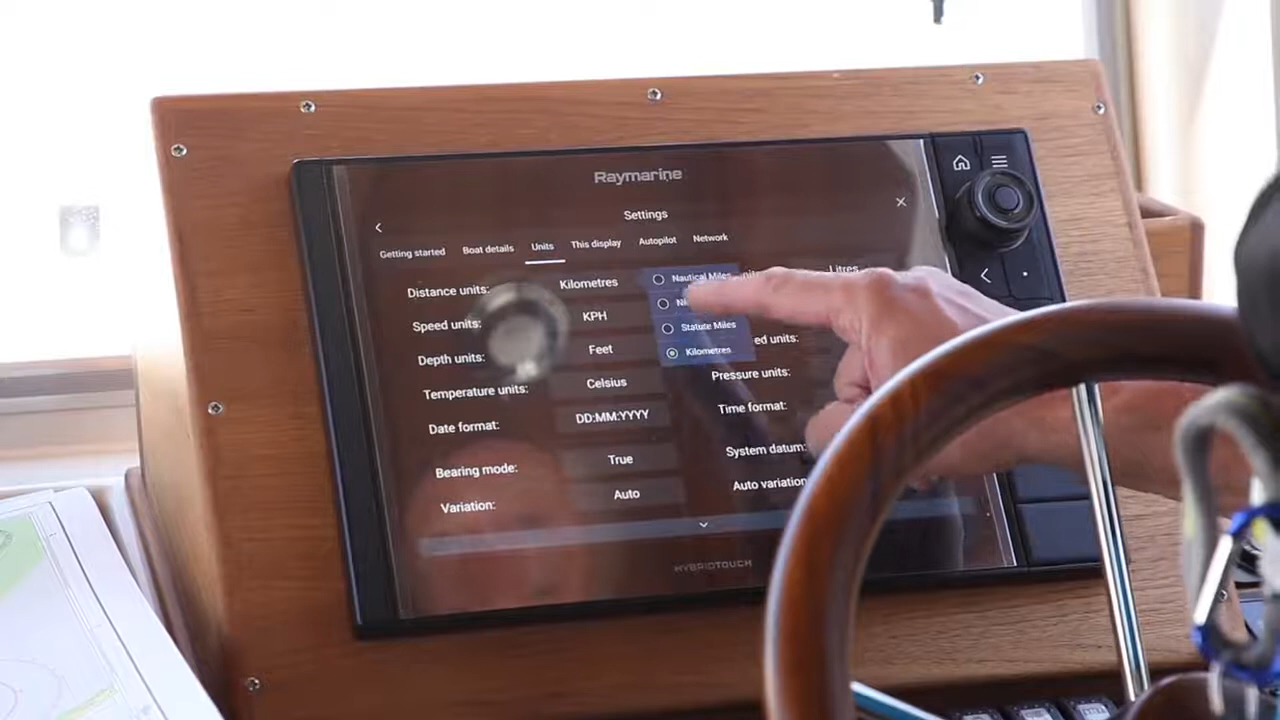 Raymarine
Settings
Getting started Boat details Units This display Autopilot Network
Distance units: Kilometres
Nautical Miles
Litres
Speed units: KPH
Statute Miles
Depth units: Feet
Kilometres
ed units:
Temperature units: Celsius
Pressure units:
Date format: DD:MM:YYYY
Time format:
Bearing mode: True
System datum:
Variation: Auto
Auto variation
HYBRIDTOUCH